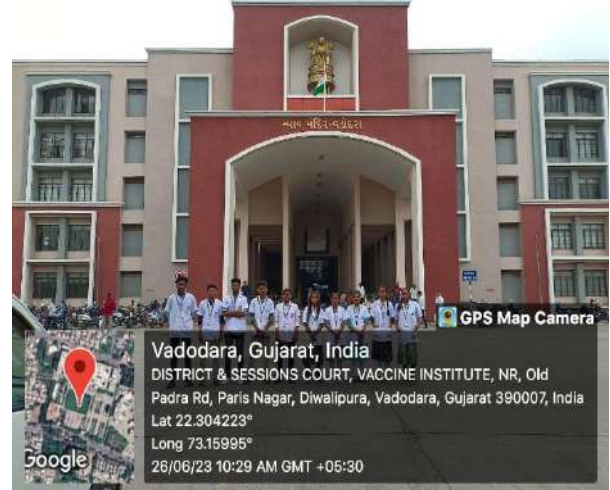 ન્યાય મંદિર-વડોદરા
GPS Map Camera
Vadodara, Gujarat, India
DISTRICT & SESSIONS COURT, VACCINE INSTITUTE, NR, Old
Padra Rd, Paris Nagar, Diwalipura, Vadodara, Gujarat 390007, India
Lat 22.304223°
Long 73.15995°
26/06/23 10:29 AM GMT +05:30
Google